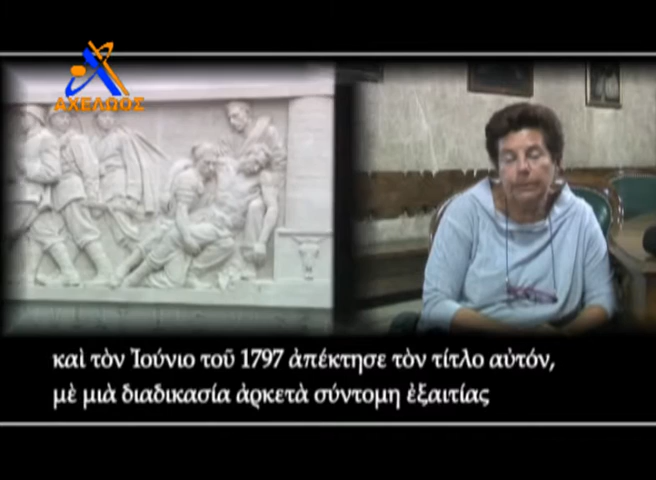 ΑΧΕΛΩΟΣ
καὶ τὸν Ἰούνιο τοῦ 1797 ἀπέκτησε τὸν τίτλο αὐτόν,
μὲ μιὰ διαδικασία ἀρκετὰ σύντομη ἐξαιτίας